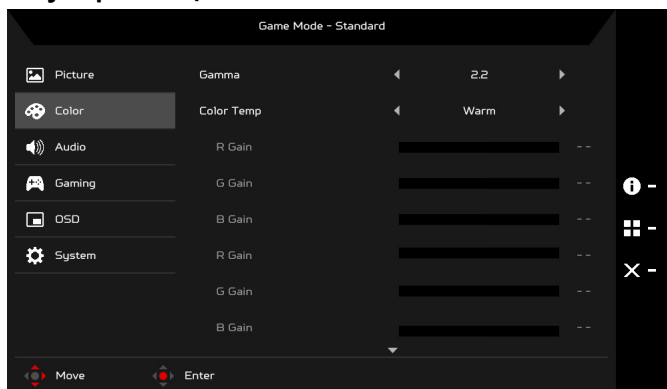 Game Mode - Standard
Picture
Gamma
2.2
Color
Color Temp
Warm
Audio
R Gain
--
Gaming
G Gain
--
OSD
B Gain
--
System
R Gain
--
G Gain
--
B Gain
--
Move
Enter